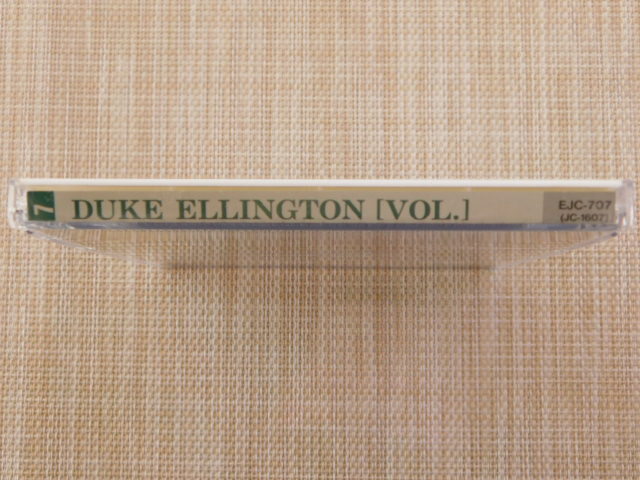 7
DUKE ELLINGTON [VOL.]
EJC-707
(JC-1607)